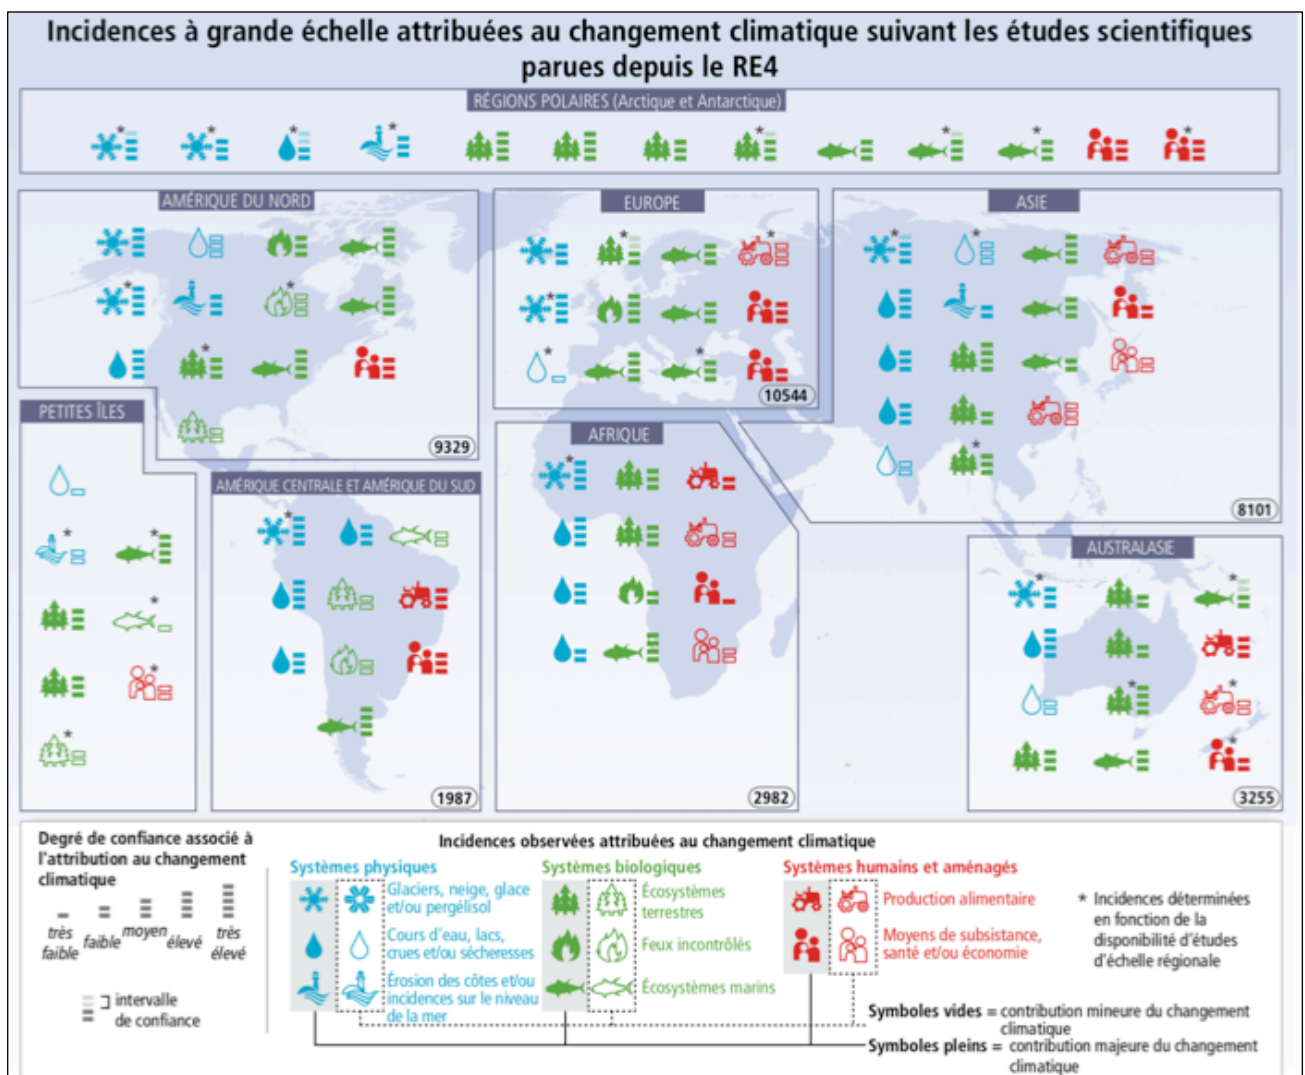 Incidences à grande échelle attribuées au changement climatique suivant les études scientifiques
parues depuis le RE4
RÉGIONS POLAIRES (Arctique et Antarctique)
* * * * * * * *
AMÉRIQUE DU NORD
* * *
9329
EUROPE
* * * * *
10544
ASIE
* * *
8101
PETITES ÎLES
* * * * *
AMÉRIQUE CENTRALE ET AMÉRIQUE DU SUD
*
1987
AFRIQUE
*
2982
AUSTRALASIE
* * * * *
3255
Degré de confiance associé à
l'attribution au changement
climatique
très
faible
faible
moyen
élevé
très
élevé
intervalle
de confiance
Incidences observées attribuées au changement climatique
Systèmes physiques
Glaciers, neige, glace
et/ou pergélisol
Cours d'eau, lacs,
crues et/ou sécheresses
Érosion des côtes et/ou
incidences sur le niveau
de la mer
Systèmes biologiques
Écosystèmes
terrestres
Feux incontrôlés
Écosystèmes marins
Systèmes humains et aménagés
Production alimentaire
Moyens de subsistance,
santé et/ou économie
* Incidences déterminées
en fonction de la
disponibilité d'études
d'échelle régionale
Symboles vides = contribution mineure du changement
climatique
Symboles pleins = contribution majeure du changement
climatique